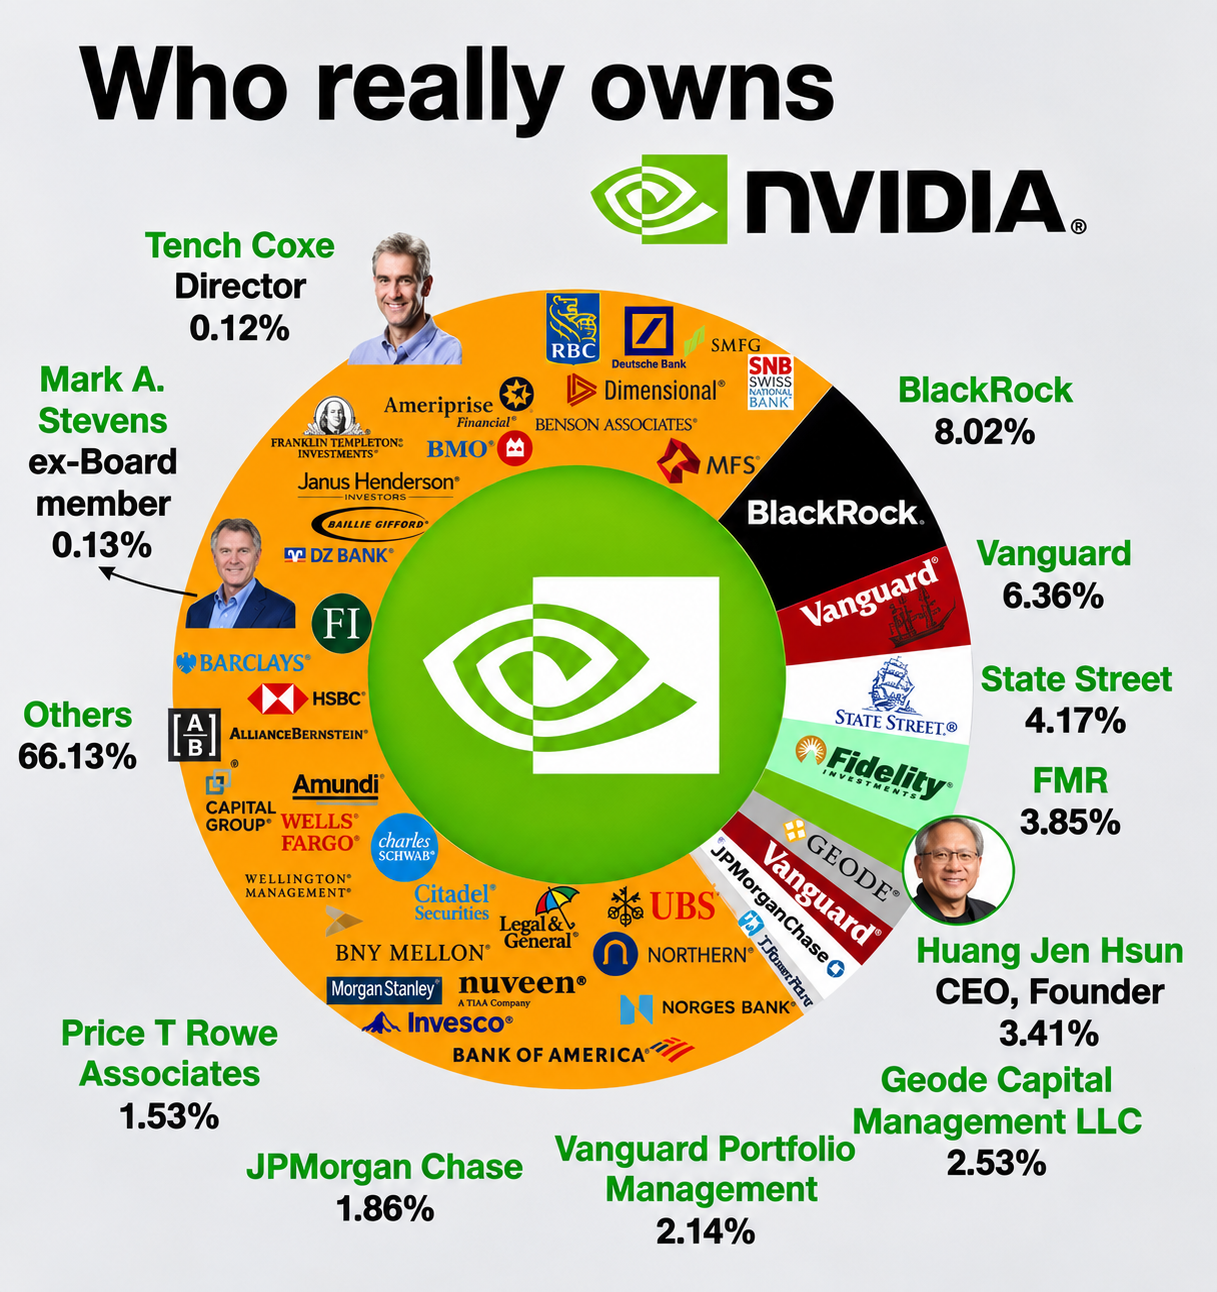 Who really owns
NVIDIA®
Tench Coxe
Director
0.12%
Mark A.
Stevens
ex-Board
member
0.13%
Others
66.13%
Price T Rowe
Associates
1.53%
JPMorgan Chase
1.86%
Vanguard Portfolio
Management
2.14%
Geode Capital
Management LLC
2.53%
Huang Jen Hsun
CEO, Founder
3.41%
FMR
3.85%
State Street
4.17%
Vanguard
6.36%
BlackRock
8.02%
RBC
Deutsche Bank
SMFG
SNB
SWISS
NATIONAL
BANK®
Dimensional®
Ameriprise
Financial®
BENSON ASSOCIATES®
FRANKLIN TEMPLETON®
INVESTMENTS®
BMO®
MFS®
Janus Henderson®
INVESTORS
BAILLIE GIFFORD®
DZ BANK®
FI
BARCLAYS®
HSBC®
[A
B]
ALLIANCEBERNSTEIN®
®
CAPITAL
GROUP®
Amundi®
WELLS®
FARGO®
charles
SCHWAB®
WELLINGTON®
MANAGEMENT®
Citadel®
Securities
Legal &
General®
UBS®
BNY MELLON®
NORTHERN®
Morgan Stanley®
nuveen®
A TIAA Company
NORGES BANK®
Invesco®
BANK OF AMERICA®
BlackRock.
Vanguard®
STATE STREET.®
Fidelity®
INVESTMENTS®
GEODE®
Vanguard®
JPMorganChase